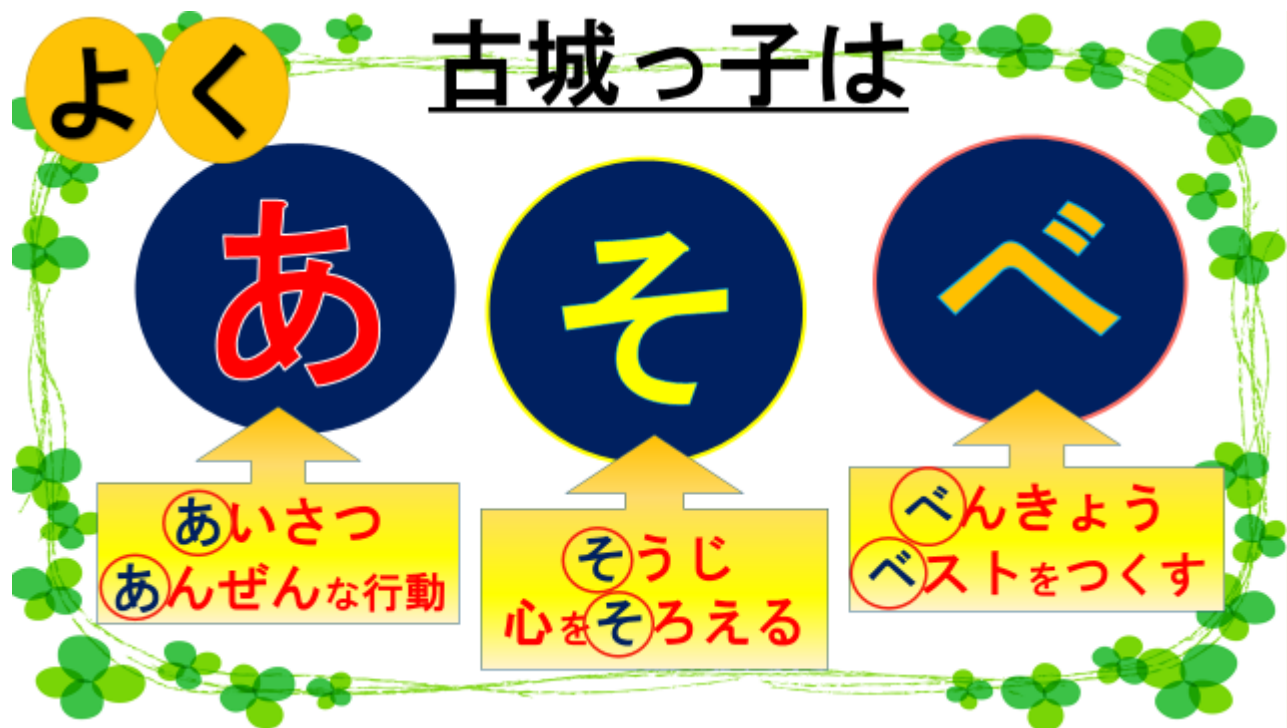 よく
古城っ子は
あ
そ
べ
あいさつ
あんぜんな行動
そうじ
心をそろえる
べんきょう
ベストをつくす